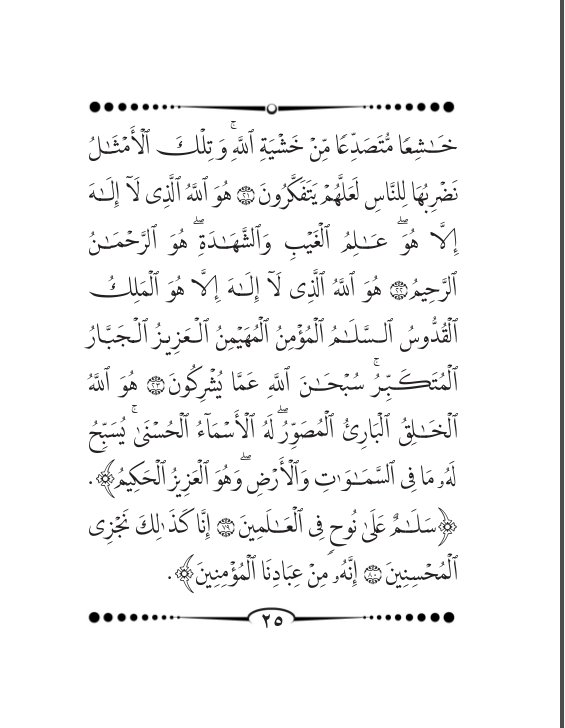 خَـٰشِعًا مُّتَصَدِّعًا مِّنْ خَشْيَةِ ٱللَّهِۚ وَتِلْكَ ٱلْأَمْثَـٰلُ
نَضْرِبُهَا لِلنَّاسِ لَعَلَّهُمْ يَتَفَكَّرُونَ ۝٢١ هُوَ ٱللَّهُ ٱلَّذِى لَآ إِلَـٰهَ
إِلَّا هُوَۖ عَـٰلِمُ ٱلْغَيْبِ وَٱلشَّهَـٰدَةِۖ هُوَ ٱلرَّحْمَـٰنُ
ٱلرَّحِيمُ ۝٢٢ هُوَ ٱللَّهُ ٱلَّذِى لَآ إِلَـٰهَ إِلَّا هُوَ ٱلْمَلِكُ
ٱلْقُدُّوسُ ٱلسَّلَـٰمُ ٱلْمُؤْمِنُ ٱلْمُهَيْمِنُ ٱلْعَزِيزُ ٱلْجَبَّارُ
ٱلْمُتَكَبِّرُۚ سُبْحَـٰنَ ٱللَّهِ عَمَّا يُشْرِكُونَ ۝٢٣ هُوَ ٱللَّهُ
ٱلْخَـٰلِقُ ٱلْبَارِئُ ٱلْمُصَوِّرُۖ لَهُ ٱلْأَسْمَآءُ ٱلْحُسْنَىٰۚ يُسَبِّحُ
لَهُۥ مَا فِى ٱلسَّمَـٰوَٰتِ وَٱلْأَرْضِۖ وَهُوَ ٱلْعَزِيزُ ٱلْحَكِيمُ﴾.
﴿سَلَـٰمٌ عَلَىٰ نُوحٍ فِى ٱلْعَـٰلَمِينَ ۝٧٩ إِنَّا كَذَٰلِكَ نَجْزِى
ٱلْمُحْسِنِينَ ۝٨٠ إِنَّهُۥ مِنْ عِبَادِنَا ٱلْمُؤْمِنِينَ﴾.
٢٥